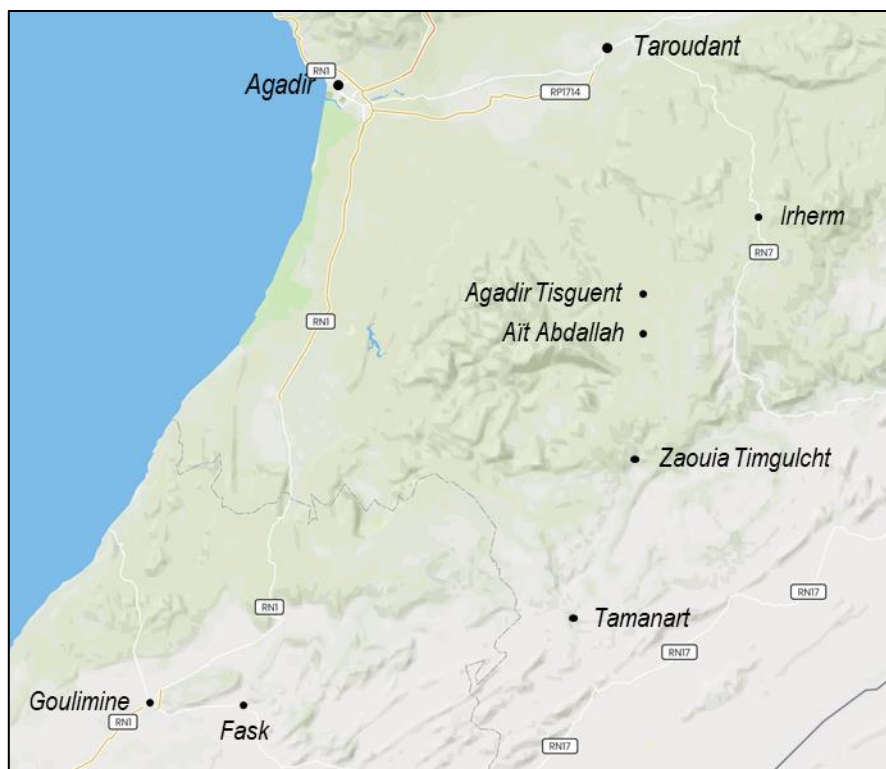 Taroudant
RN1
Agadir
RP1714
Irherm
RN7
Agadir Tisguent
RN1
Aït Abdallah
Zaouia Timgulcht
RN17
RN1
Tamanart
RN17
Goulimine
RN1
Fask
RN17